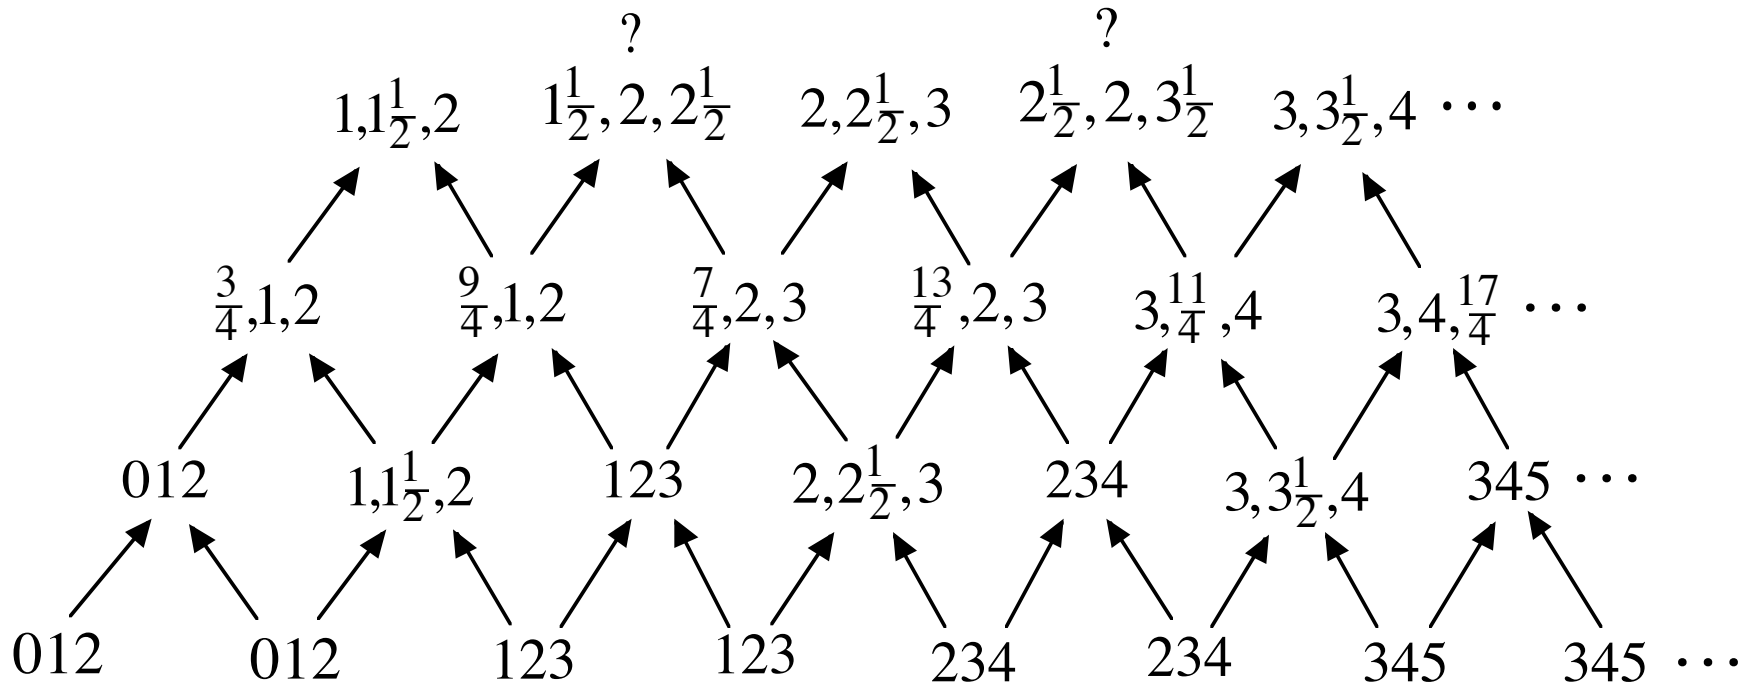 ? ?
1,1½,2 1½,2,2½ 2,2½,3 2½,2,3½ 3,3½,4 ···
3/4,1,2 9/4,1,2 7/4,2,3 13/4,2,3 3,11/4,4 3,4,17/4 ···
012 1,1½,2 123 2,2½,3 234 3,3½,4 345 ···
012 012 123 123 234 234 345 345 ···